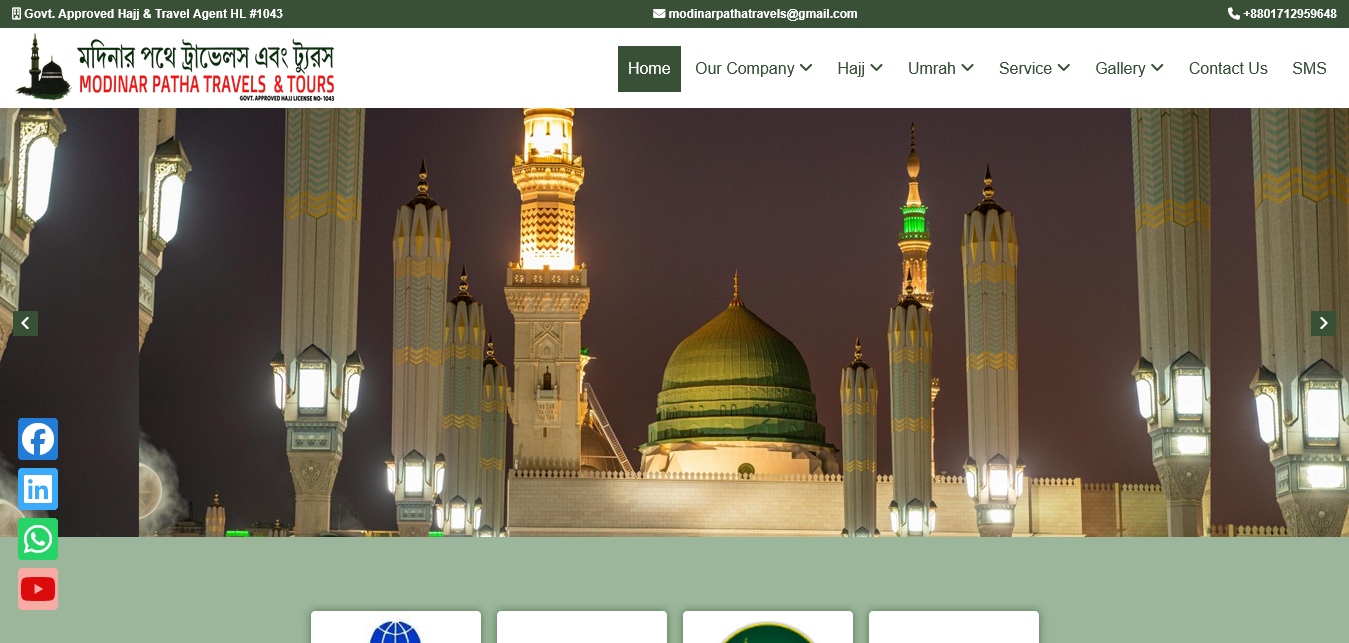 Govt. Approved Hajj & Travel Agent HL #1043
modinarpathatravels@gmail.com
+8801712959648
মদিনার পথে ট্রাভেলস এবং ট্যুরস
MODINAR PATHA TRAVELS & TOURS
GOVT. APPROVED HAJJ LICENSE NO- 1043
Home
Our Company
Hajj
Umrah
Service
Gallery
Contact Us
SMS